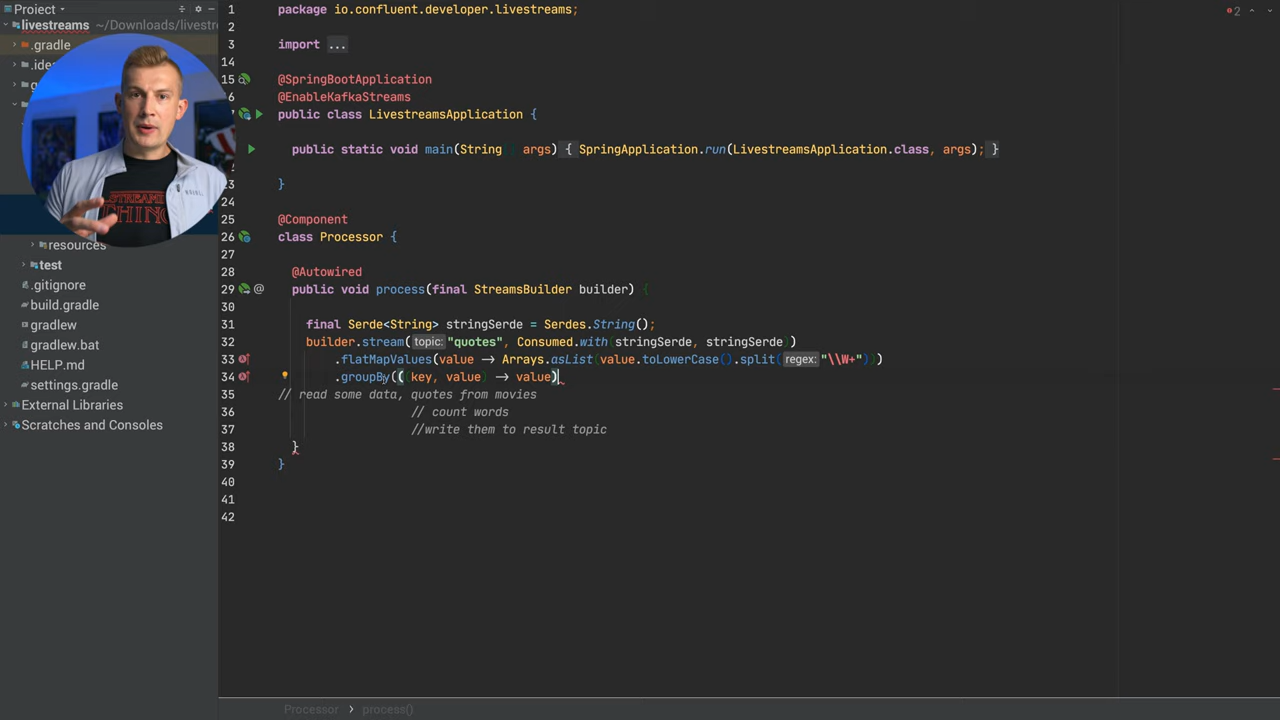 Project
livestreams ~/Downloads/livestre
.gradle
.ide
resources
test
.gitignore
build.gradle
gradlew
gradlew.bat
HELP.md
settings.gradle
External Libraries
Scratches and Consoles
STREAMING
THING
2
1 package io.confluent.developer.livestreams;
2
3 import ...
14
15 @SpringBootApplication
@EnableKafkaStreams
public class LivestreamsApplication {
public static void main(String args) { SpringApplication.run(LivestreamsApplication.class, args); }
}
24
25 @Component
26 class Processor {
27
28 @Autowired
29 @ public void process(final StreamsBuilder builder) {
30
31 final Serde<String> stringSerde = Serdes.String();
32 builder.stream( topic: "quotes", Consumed.with(stringSerde, stringSerde))
33 .flatMapValues(value → Arrays.asList(value.toLowerCase().split( regex: "\\W+")))
34 .groupBy((key, value) → value)
35 // read some data, quotes from movies
36 // count words
37 //write them to result topic
38 }
39 }
40
41
42
Processor > process()